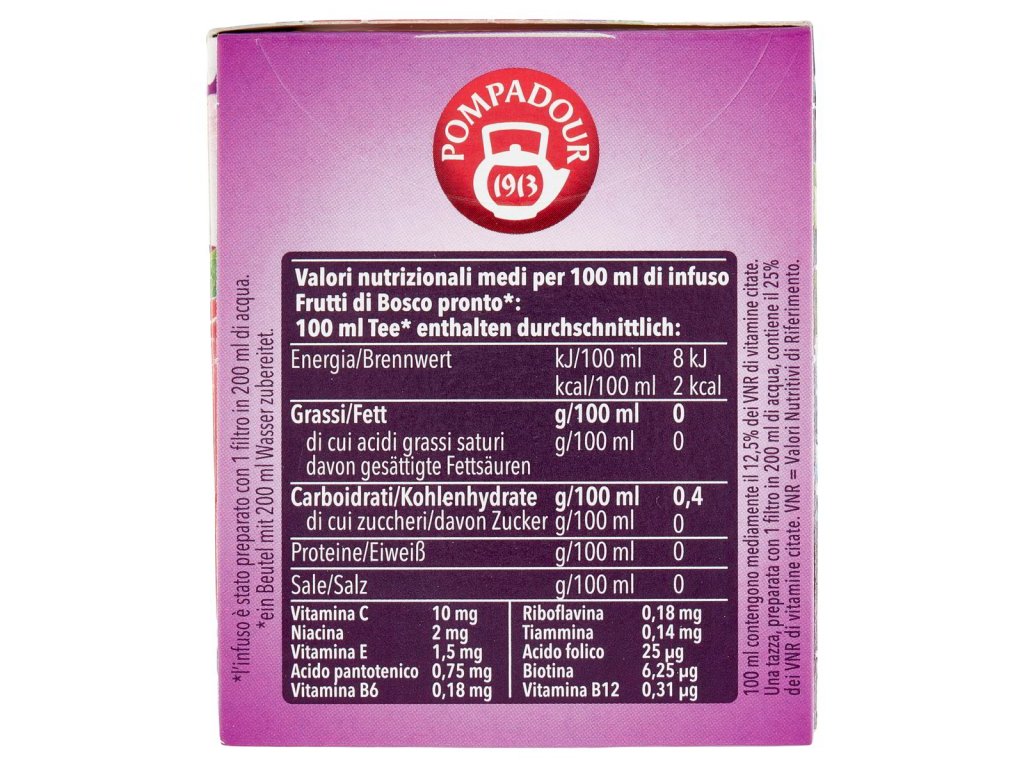 POMPADOUR
1913
Valori nutrizionali medi per 100 ml di infuso
Frutti di Bosco pronto*:
100 ml Tee* enthalten durchschnittlich:
Energia/Brennwert kJ/100 ml 8 kJ
kcal/100 ml 2 kcal
Grassi/Fett g/100 ml 0
di cui acidi grassi saturi g/100 ml 0
davon gesättigte Fettsäuren
Carboidrati/Kohlenhydrate g/100 ml 0,4
di cui zuccheri/davon Zucker g/100 ml 0
Proteine/Eiweiß g/100 ml 0
Sale/Salz g/100 ml 0
Vitamina C 10 mg Riboflavina 0,18 mg
Niacina 2 mg Tiammina 0,14 mg
Vitamina E 1,5 mg Acido folico 25 µg
Acido pantotenico 0,75 mg Biotina 6,25 µg
Vitamina B6 0,18 mg Vitamina B12 0,31 µg
*l'infuso è stato preparato con 1 filtro in 200 ml di acqua.
*ein Beutel mit 200 ml Wasser zubereitet.
100 ml contengono mediamente il 12,5% dei VNR di vitamine citate.
Una tazza, preparata con 1 filtro in 200 ml di acqua, contiene il 25%
dei VNR di vitamine citate. VNR = Valori Nutritivi di Riferimento.